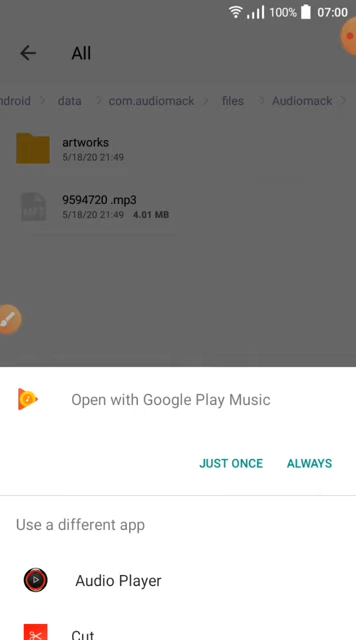 100% 07:00
All
ndroid > data > com.audiomack > files > Audiomack >
artworks
5/18/20 21:49
MP3
9594720 .mp3
5/18/20 21:49 4.01 MB
Open with Google Play Music
JUST ONCE ALWAYS
Use a different app
Audio Player
Cut